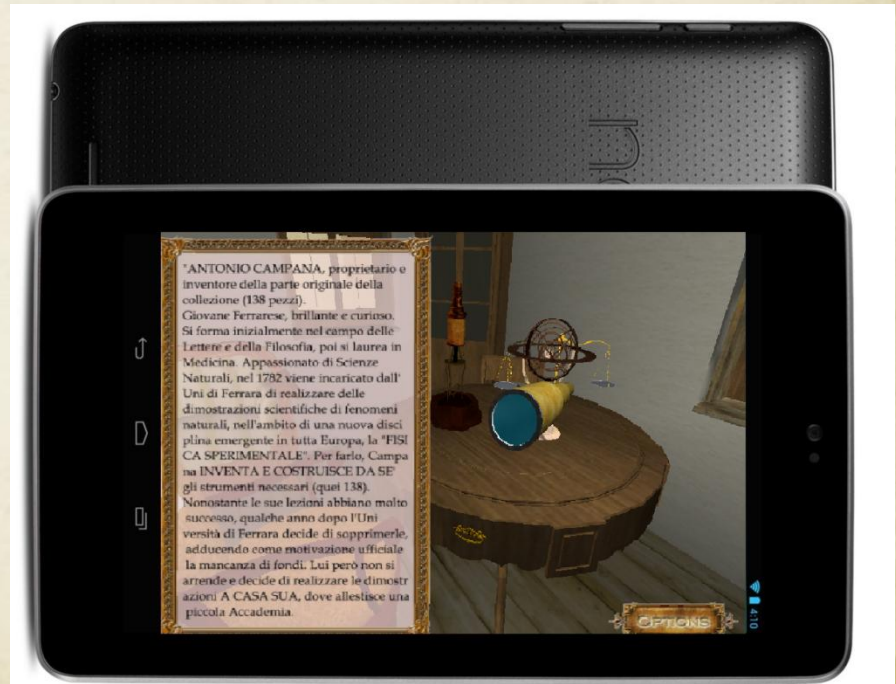 "ANTONIO CAMPANA, proprietario e
inventore della parte originale della
collezione (138 pezzi).
Giovane Ferrarese, brillante e curioso.
Si forma inizialmente nel campo delle
Lettere e della Filosofia, poi si laurea in
Medicina. Appassionato di Scienze
Naturali, nel 1782 viene incaricato dall'
Uni di Ferrara di realizzare delle
dimostrazioni scientifiche di fenomeni
naturali, nell'ambito di una nuova disci
plina emergente in tutta Europa, la "FISI
CA SPERIMENTALE". Per farlo, Campa
na INVENTA E COSTRUISCE DA SE'
gli strumenti necessari (quei 138).
Nonostante le sue lezioni abbiano molto
successo, qualche anno dopo l'Uni
versità di Ferrara decide di sopprimerle,
adducendo come motivazione ufficiale
la mancanza di fondi. Lui però non si
arrende e decide di realizzare le dimostr
azioni A CASA SUA, dove allestisce una
piccola Accademia.
OPTIONS
4:10